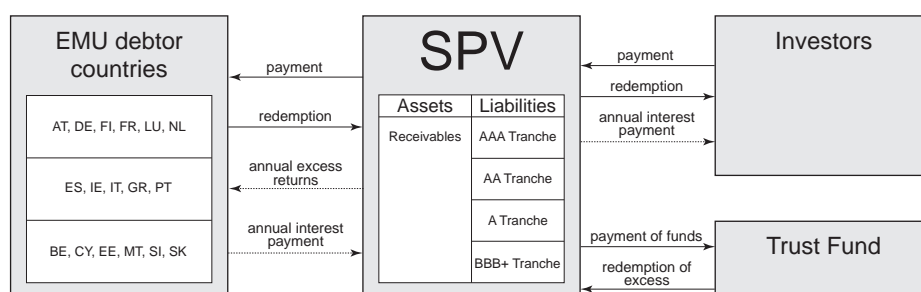 EMU debtor
countries
AT, DE, FI, FR, LU, NL
ES, IE, IT, GR, PT
BE, CY, EE, MT, SI, SK
payment
redemption
annual excess
returns
annual interest
payment
SPV
Assets
Liabilities
Receivables
AAA Tranche
AA Tranche
A Tranche
BBB+ Tranche
payment
redemption
annual interest
payment
payment of funds
redemption of
excess
Investors
Trust Fund